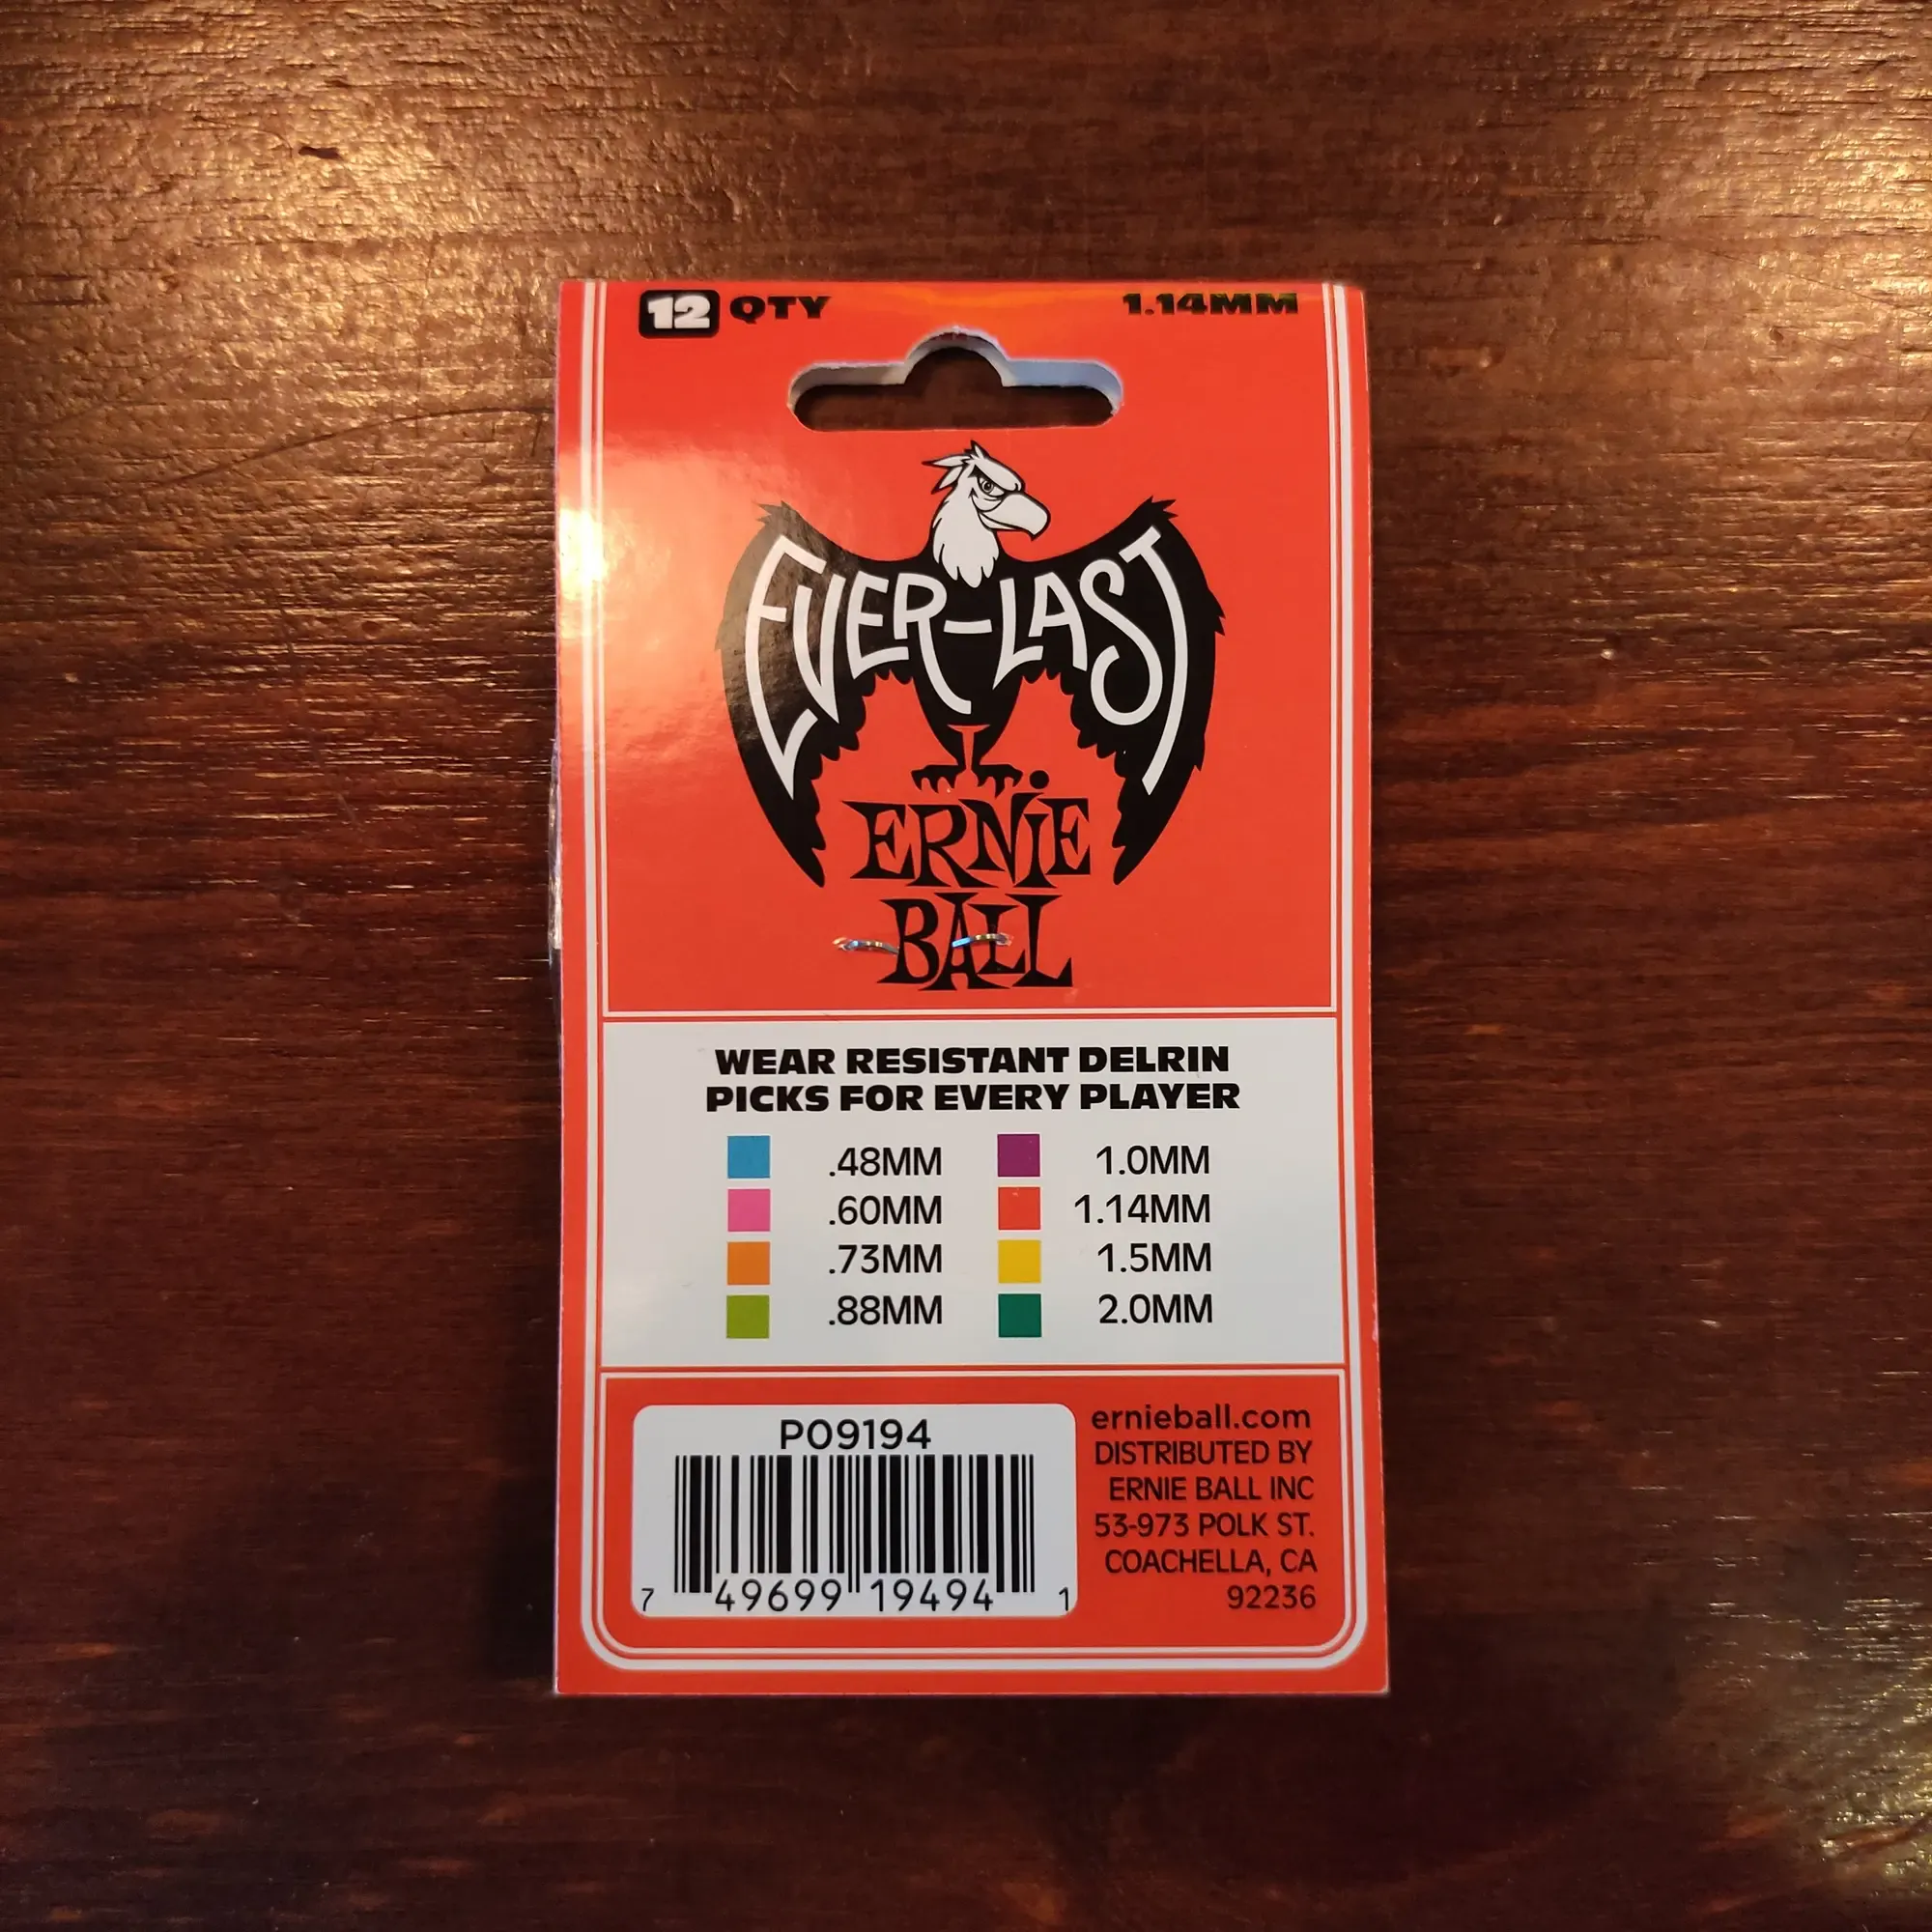 12 QTY 1.14MM
EVER-LAST
ERNIE
BALL
WEAR RESISTANT DELRIN
PICKS FOR EVERY PLAYER
.48MM 1.0MM
.60MM 1.14MM
.73MM 1.5MM
.88MM 2.0MM
P09194
7 49699 19494 1
ernieball.com
DISTRIBUTED BY
ERNIE BALL INC
53-973 POLK ST.
COACHELLA, CA
92236